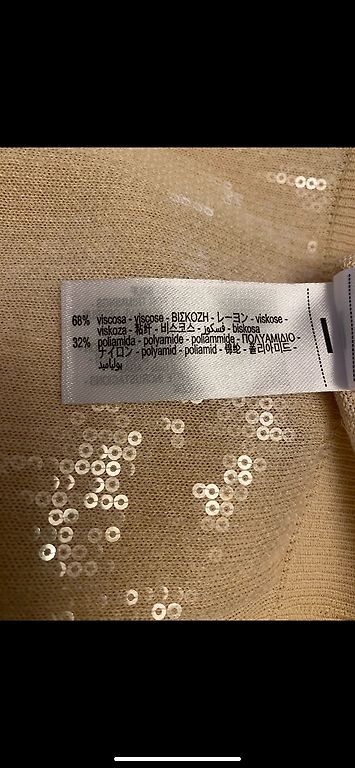 68% viscosa - viscose - ΒΙΣΚΟΖΗ - レーヨン - viskose -
viskoza - 粘纤 - 비스코스 - فسكوز - biskosa
32% poliamida - polyamide - poliammide - ΠΟΛΥΑΜΙΔΙΟ -
ナイロン - polyamid - poliamid - 锦纶 - 폴리아미드 -
پولیامید